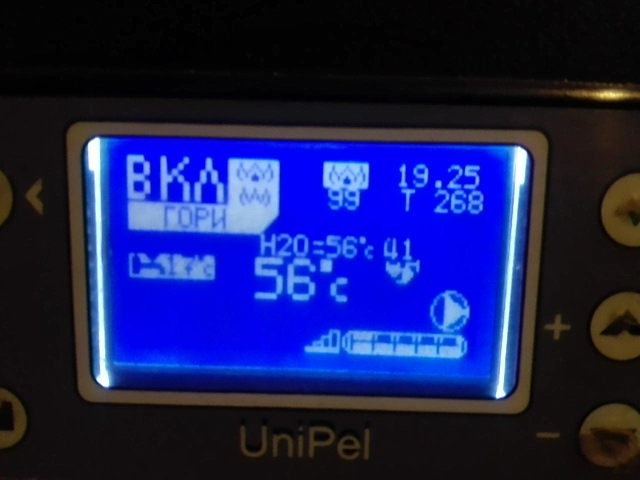 ВКЛ
ГОРИ
99
19.25
T 268
H2O=56°c 41
56°c
+
-
UniPel